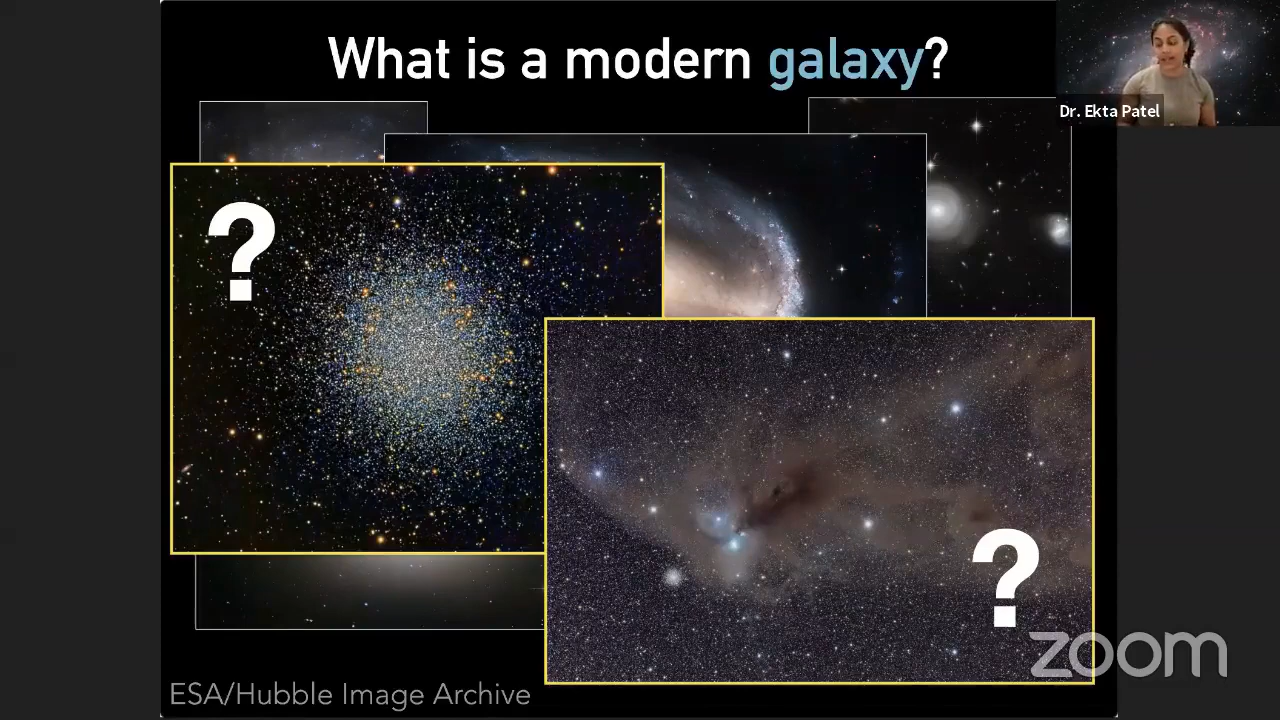 What is a modern galaxy?
Dr. Ekta Patel
?
?
zoom
ESA/Hubble Image Archive